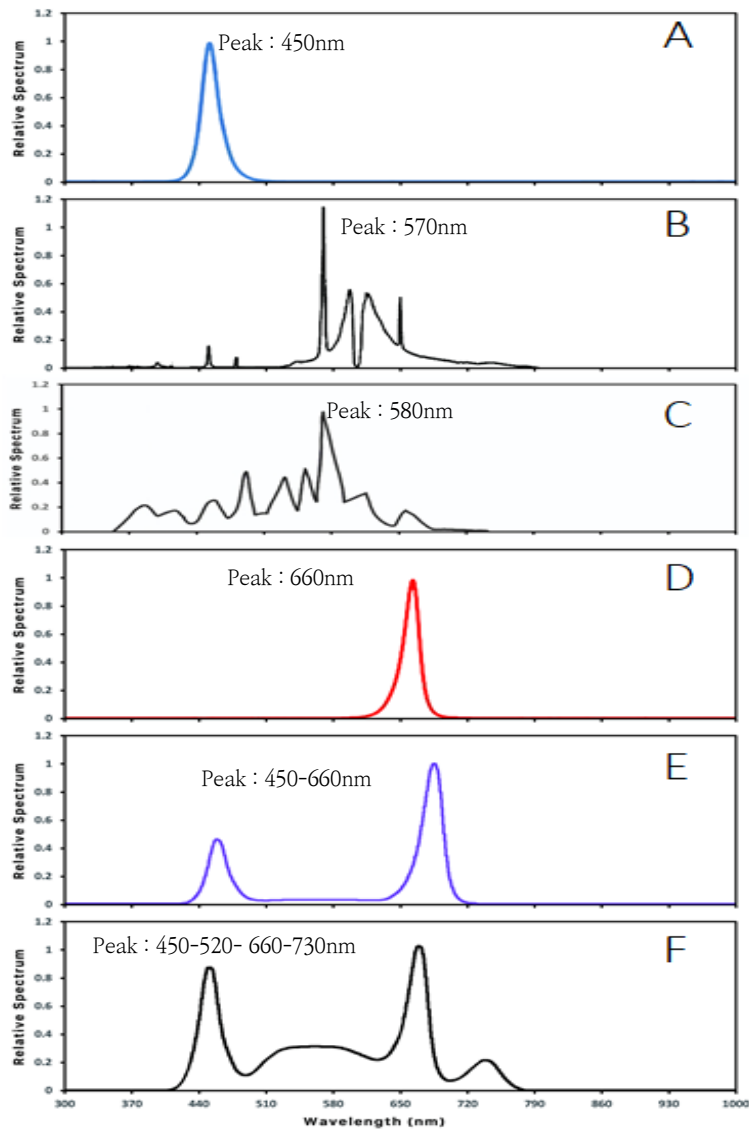 1.2
1
0.8
0.6
0.4
0.2
0
Relative Spectrum
Peak : 450nm
A
1.2
1
0.8
0.6
0.4
0.2
0
Relative Spectrum
Peak : 570nm
B
1.2
1
0.8
0.6
0.4
0.2
0
Relative Spectrum
Peak : 580nm
C
1.2
1
0.8
0.6
0.4
0.2
0
Relative Spectrum
Peak : 660nm
D
1.2
1
0.8
0.6
0.4
0.2
0
Relative Spectrum
Peak : 450-660nm
E
1.2
1
0.8
0.6
0.4
0.2
0
Relative Spectrum
Peak : 450-520- 660-730nm
F
300 370 440 510 580 650 720 790 860 930 1000
Wavelength (nm)